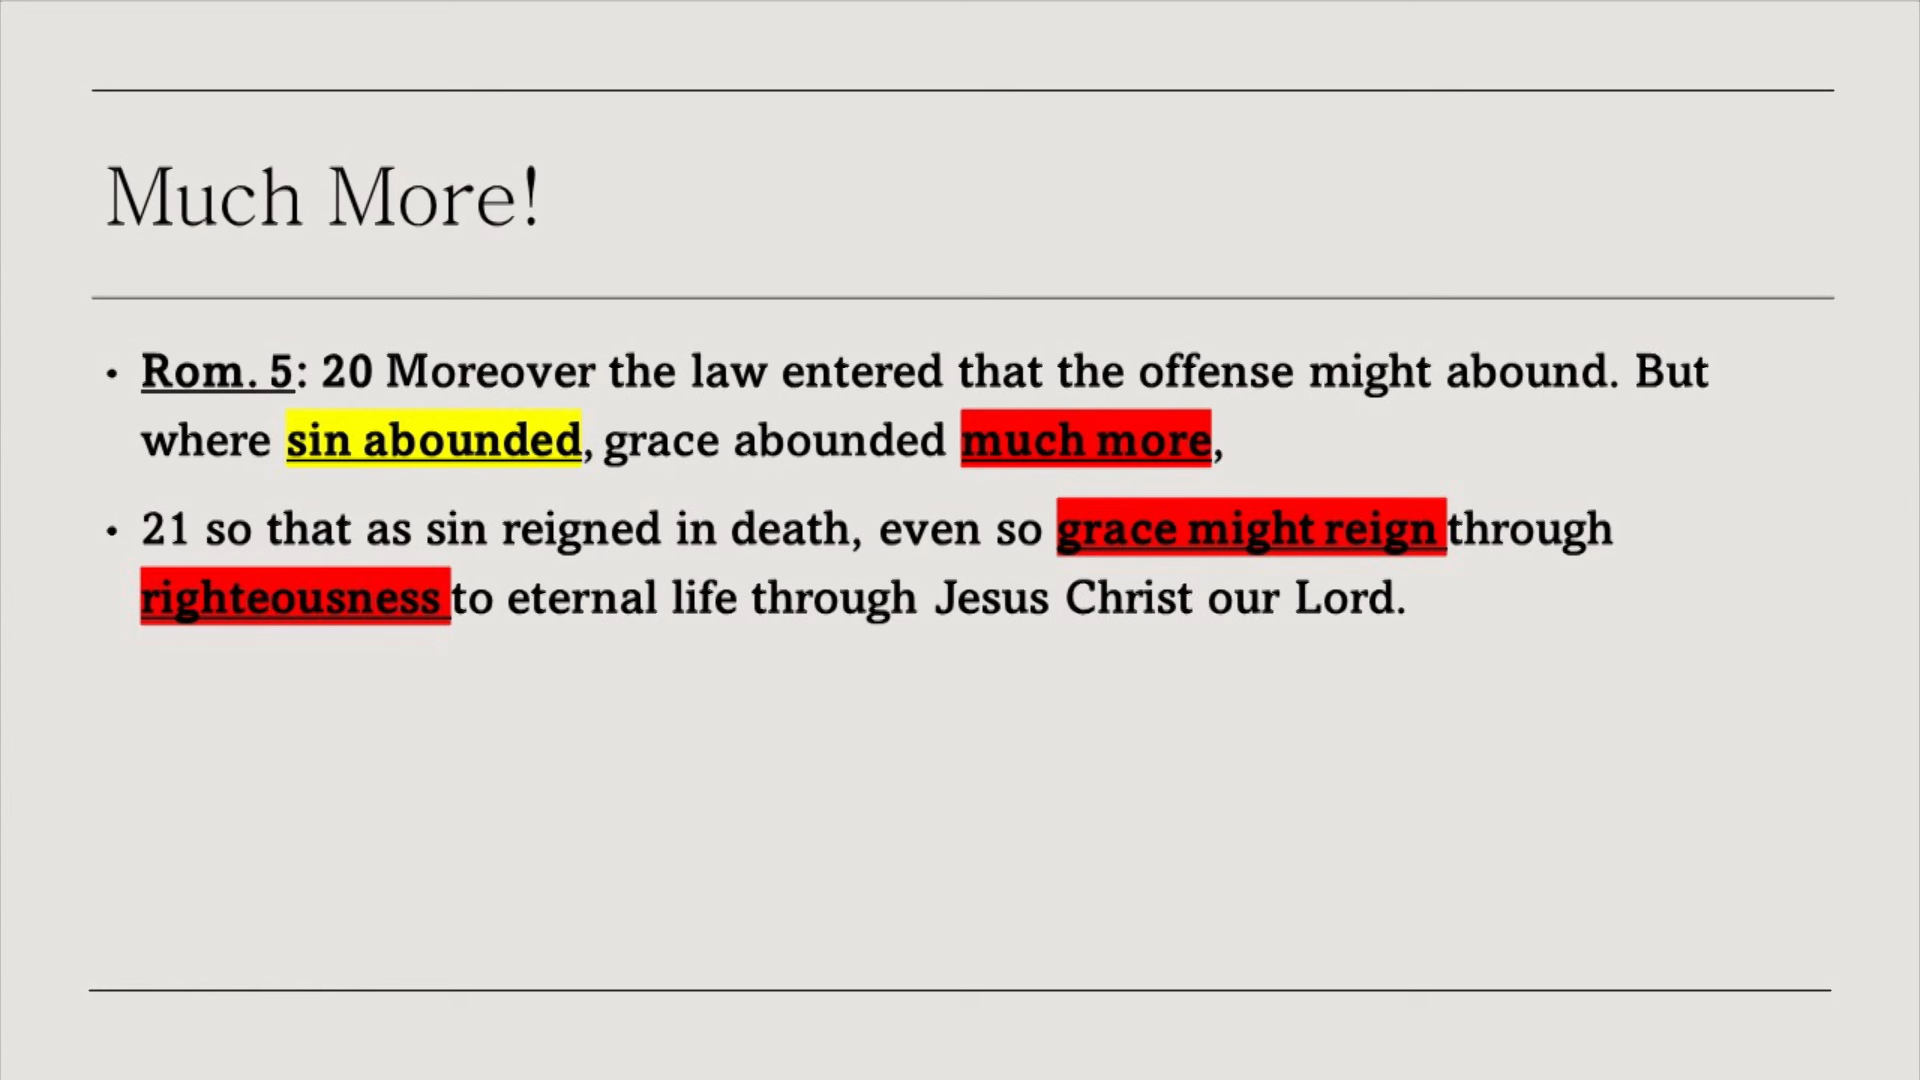 Much More!
• Rom. 5: 20 Moreover the law entered that the offense might abound. But
where sin abounded, grace abounded much more,
• 21 so that as sin reigned in death, even so grace might reign through
righteousness to eternal life through Jesus Christ our Lord.